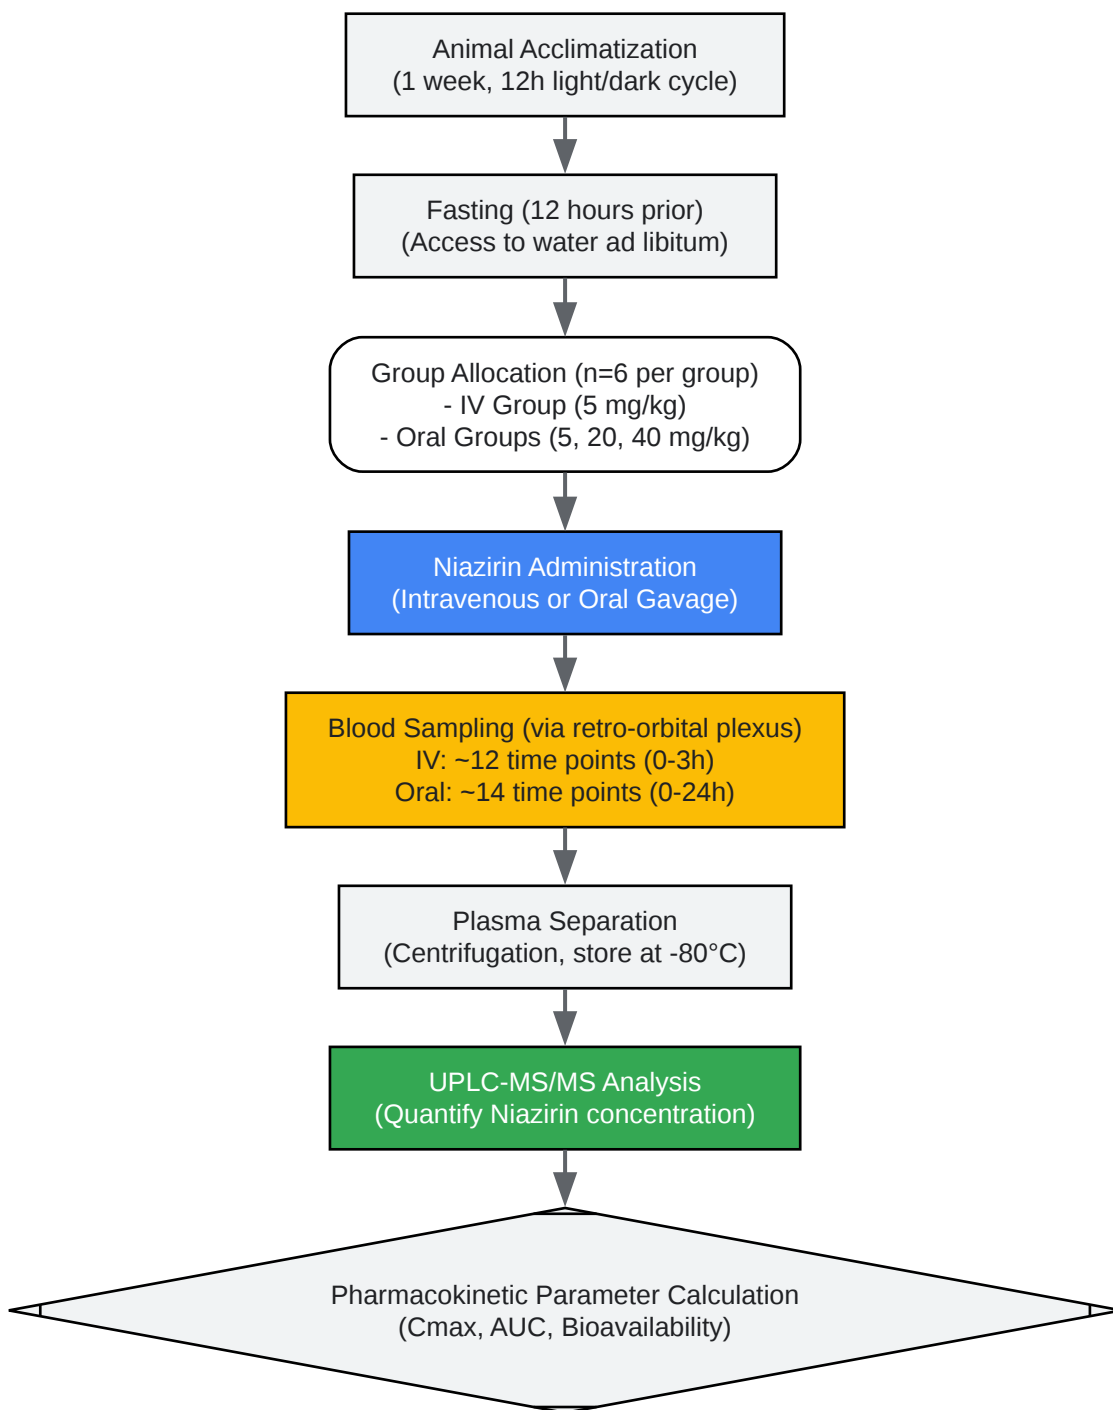 Animal Acclimatization
(1 week, 12h light/dark cycle)
Fasting (12 hours prior)
(Access to water ad libitum)
Group Allocation (n=6 per group)
- IV Group (5 mg/kg)
- Oral Groups (5, 20, 40 mg/kg)
Niazirin Administration
(Intravenous or Oral Gavage)
Blood Sampling (via retro-orbital plexus)
IV: ~12 time points (0-3h)
Oral: ~14 time points (0-24h)
Plasma Separation
(Centrifugation, store at -80°C)
UPLC-MS/MS Analysis
(Quantify Niazirin concentration)
Pharmacokinetic Parameter Calculation
(Cmax, AUC, Bioavailability)